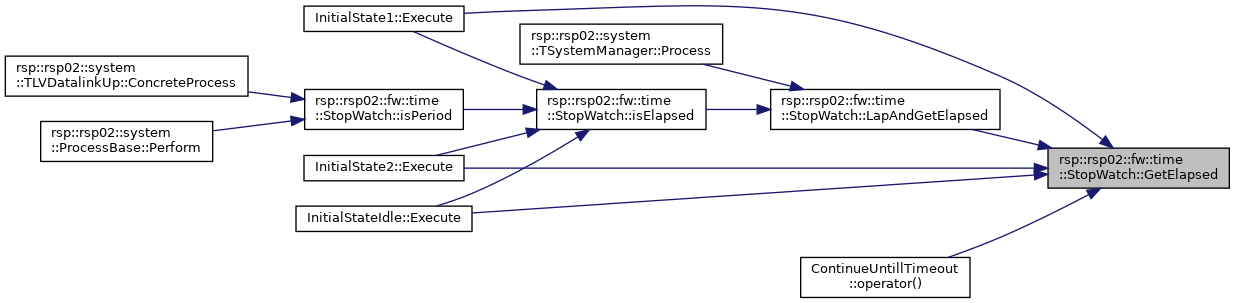 InitialState1::Execute
rsp::rsp02::system
::TSystemManager::Process
rsp::rsp02::system
::TLVDatalinkUp::ConcreteProcess
rsp::rsp02::fw::time
::StopWatch::isPeriod
rsp::rsp02::fw::time
::StopWatch::isElapsed
rsp::rsp02::fw::time
::StopWatch::LapAndGetElapsed
rsp::rsp02::system
::ProcessBase::Perform
InitialState2::Execute
rsp::rsp02::fw::time
::StopWatch::GetElapsed
InitialStateIdle::Execute
ContinueUntillTimeout
::operator()